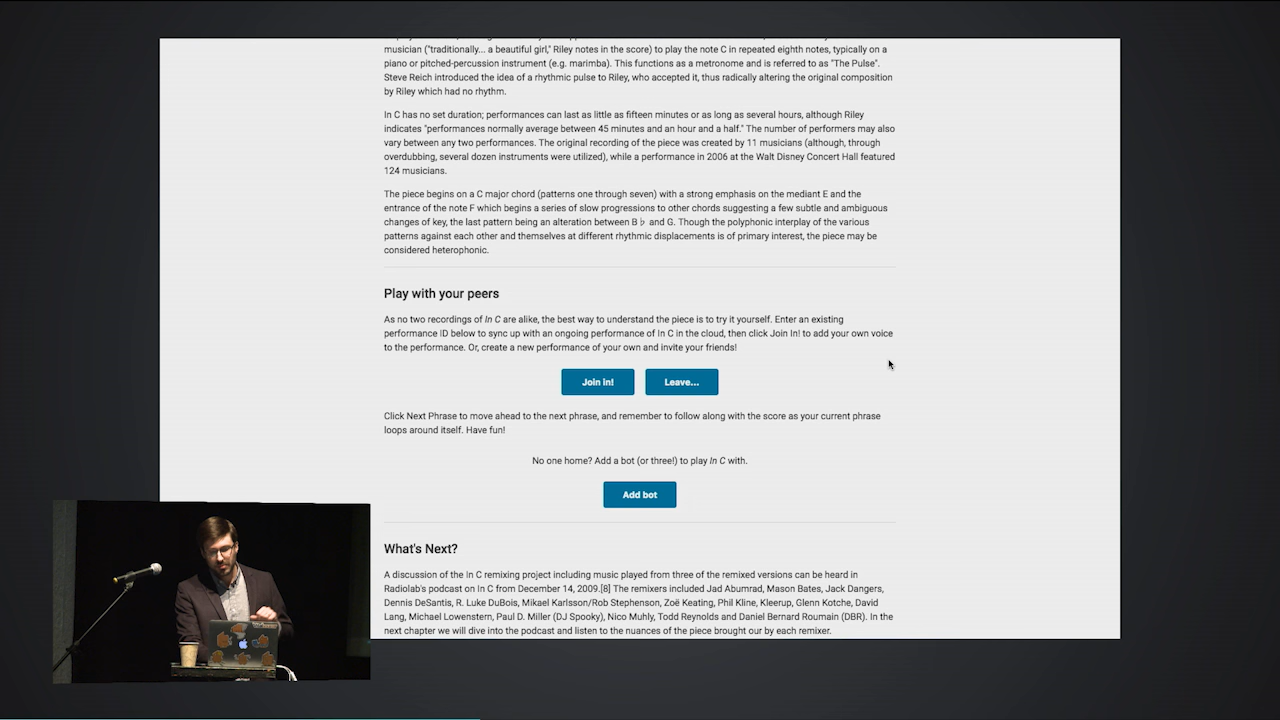 musician ("traditionally... a beautiful girl," Riley notes in the score) to play the note C in repeated eighth notes, typically on a
piano or pitched-percussion instrument (e.g. marimba). This functions as a metronome and is referred to as "The Pulse".
Steve Reich introduced the idea of a rhythmic pulse to Riley, who accepted it, thus radically altering the original composition
by Riley which had no rhythm.
In C has no set duration; performances can last as little as fifteen minutes or as long as several hours, although Riley
indicates "performances normally average between 45 minutes and an hour and a half." The number of performers may also
vary between any two performances. The original recording of the piece was created by 11 musicians (although, through
overdubbing, several dozen instruments were utilized), while a performance in 2006 at the Walt Disney Concert Hall featured
124 musicians.
The piece begins on a C major chord (patterns one through seven) with a strong emphasis on the mediant E and the
entrance of the note F which begins a series of slow progressions to other chords suggesting a few subtle and ambiguous
changes of key, the last pattern being an alteration between B♭ and G. Though the polyphonic interplay of the various
patterns against each other and themselves at different rhythmic displacements is of primary interest, the piece may be
considered heterophonic.
Play with your peers
As no two recordings of In C are alike, the best way to understand the piece is to try it yourself. Enter an existing
performance ID below to sync up with an ongoing performance of In C in the cloud, then click Join In! to add your own voice
to the performance. Or, create a new performance of your own and invite your friends!
Join in! Leave...
Click Next Phrase to move ahead to the next phrase, and remember to follow along with the score as your current phrase
loops around itself. Have fun!
No one home? Add a bot (or three!) to play In C with.
Add bot
What's Next?
A discussion of the In C remixing project including music played from three of the remixed versions can be heard in
Radiolab's podcast on In C from December 14, 2009.[8] The remixers included Jad Abumrad, Mason Bates, Jack Dangers,
Dennis DeSantis, R. Luke DuBois, Mikael Karlsson/Rob Stephenson, Zoë Keating, Phil Kline, Kleerup, Glenn Kotche, David
Lang, Michael Lowenstern, Paul D. Miller (DJ Spooky), Nico Muhly, Todd Reynolds and Daniel Bernard Roumain (DBR). In the
next chapter we will dive into the podcast and listen to the nuances of the piece brought our by each remixer.